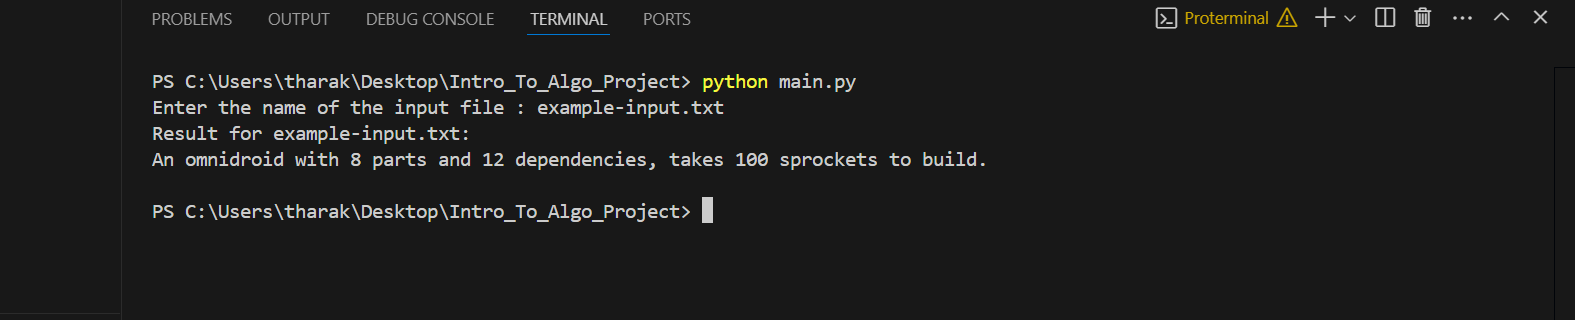 PROBLEMS OUTPUT DEBUG CONSOLE TERMINAL PORTS Proterminal
PS C:\Users\tharak\Desktop\Intro_To_Algo_Project> python main.py
Enter the name of the input file : example-input.txt
Result for example-input.txt:
An omnidroid with 8 parts and 12 dependencies, takes 100 sprockets to build.
PS C:\Users\tharak\Desktop\Intro_To_Algo_Project>